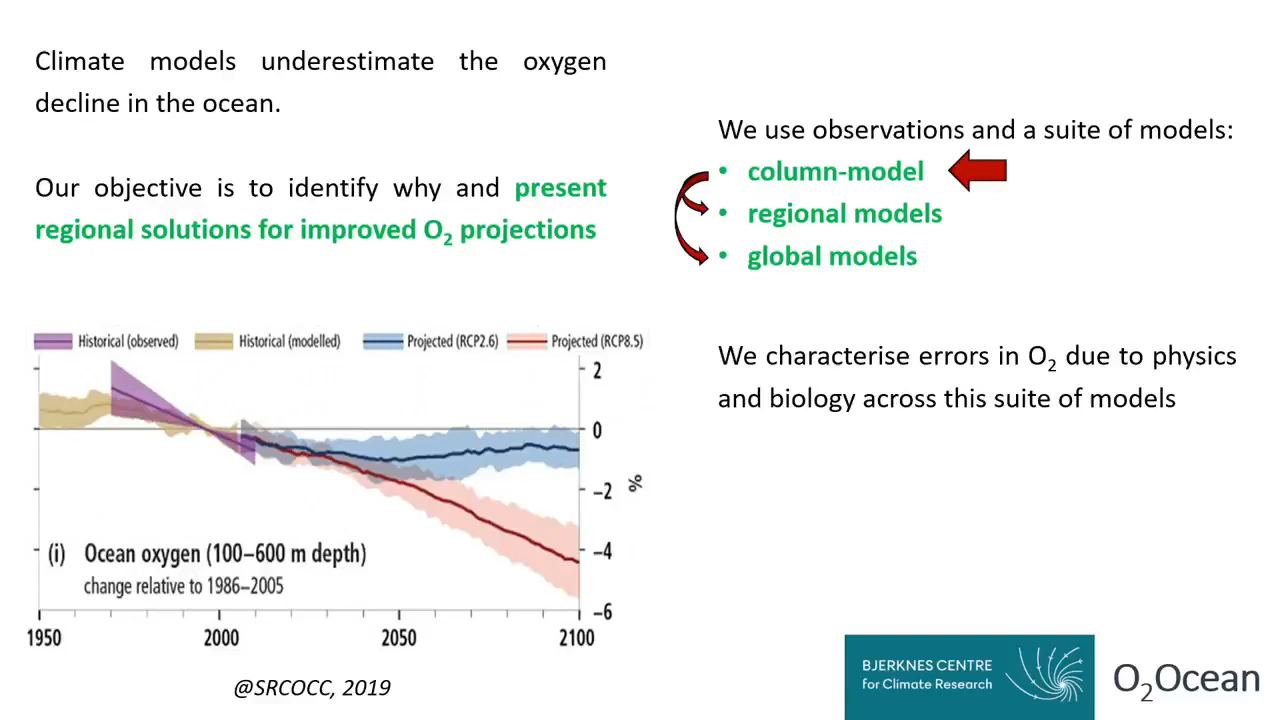 Climate models underestimate the oxygen
decline in the ocean.
Our objective is to identify why and present
regional solutions for improved O₂ projections
We use observations and a suite of models:
• column-model
• regional models
• global models
We characterise errors in O₂ due to physics
and biology across this suite of models
Historical (observed) Historical (modelled) Projected (RCP2.6) Projected (RCP8.5)
2
0
−2
%
−4
−6
(i) Ocean oxygen (100–600 m depth)
change relative to 1986–2005
1950 2000 2050 2100
@SRCOCC, 2019
BJERKNES CENTRE
for Climate Research
O₂Ocean